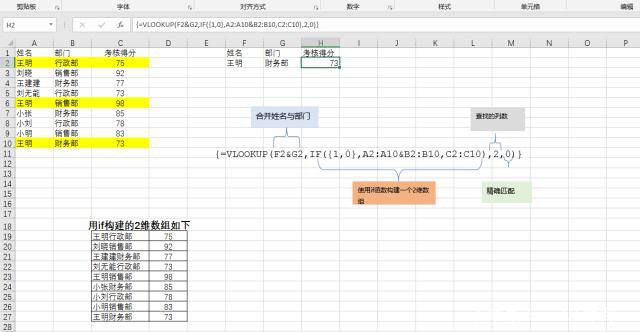 剪贴板 字体 对齐方式 数字 样式 单元格 编辑
H2 {=VLOOKUP(F2&G2,IF({1,0},A2:A10&B2:B10,C2:C10),2,0)}
A B C D E F G H I J K L M N O P
1 姓名 部门 考核得分 姓名 部门 考核得分
2 王明 行政部 75 王明 财务部 73
3 刘晓 销售部 92
4 王建建 财务部 77
5 刘无能 行政部 73
6 王明 销售部 98
7 小张 财务部 85
8 小刘 行政部 78
9 小明 销售部 83
10 王明 财务部 73
合并姓名与部门
查找的列数
11 {=VLOOKUP(F2&G2,IF({1,0},A2:A10&B2:B10,C2:C10),2,0)}
12
13
14
使用if函数构建一个2维数
组
精确匹配
15
16
17
18 用if构建的2维数组如下
19 王明行政部 75
20 刘晓销售部 92
21 王建建财务部 77
22 刘无能行政部 73
23 王明销售部 98
24 小张财务部 85
25 小刘行政部 78
26 小明销售部 83
27 王明财务部 73